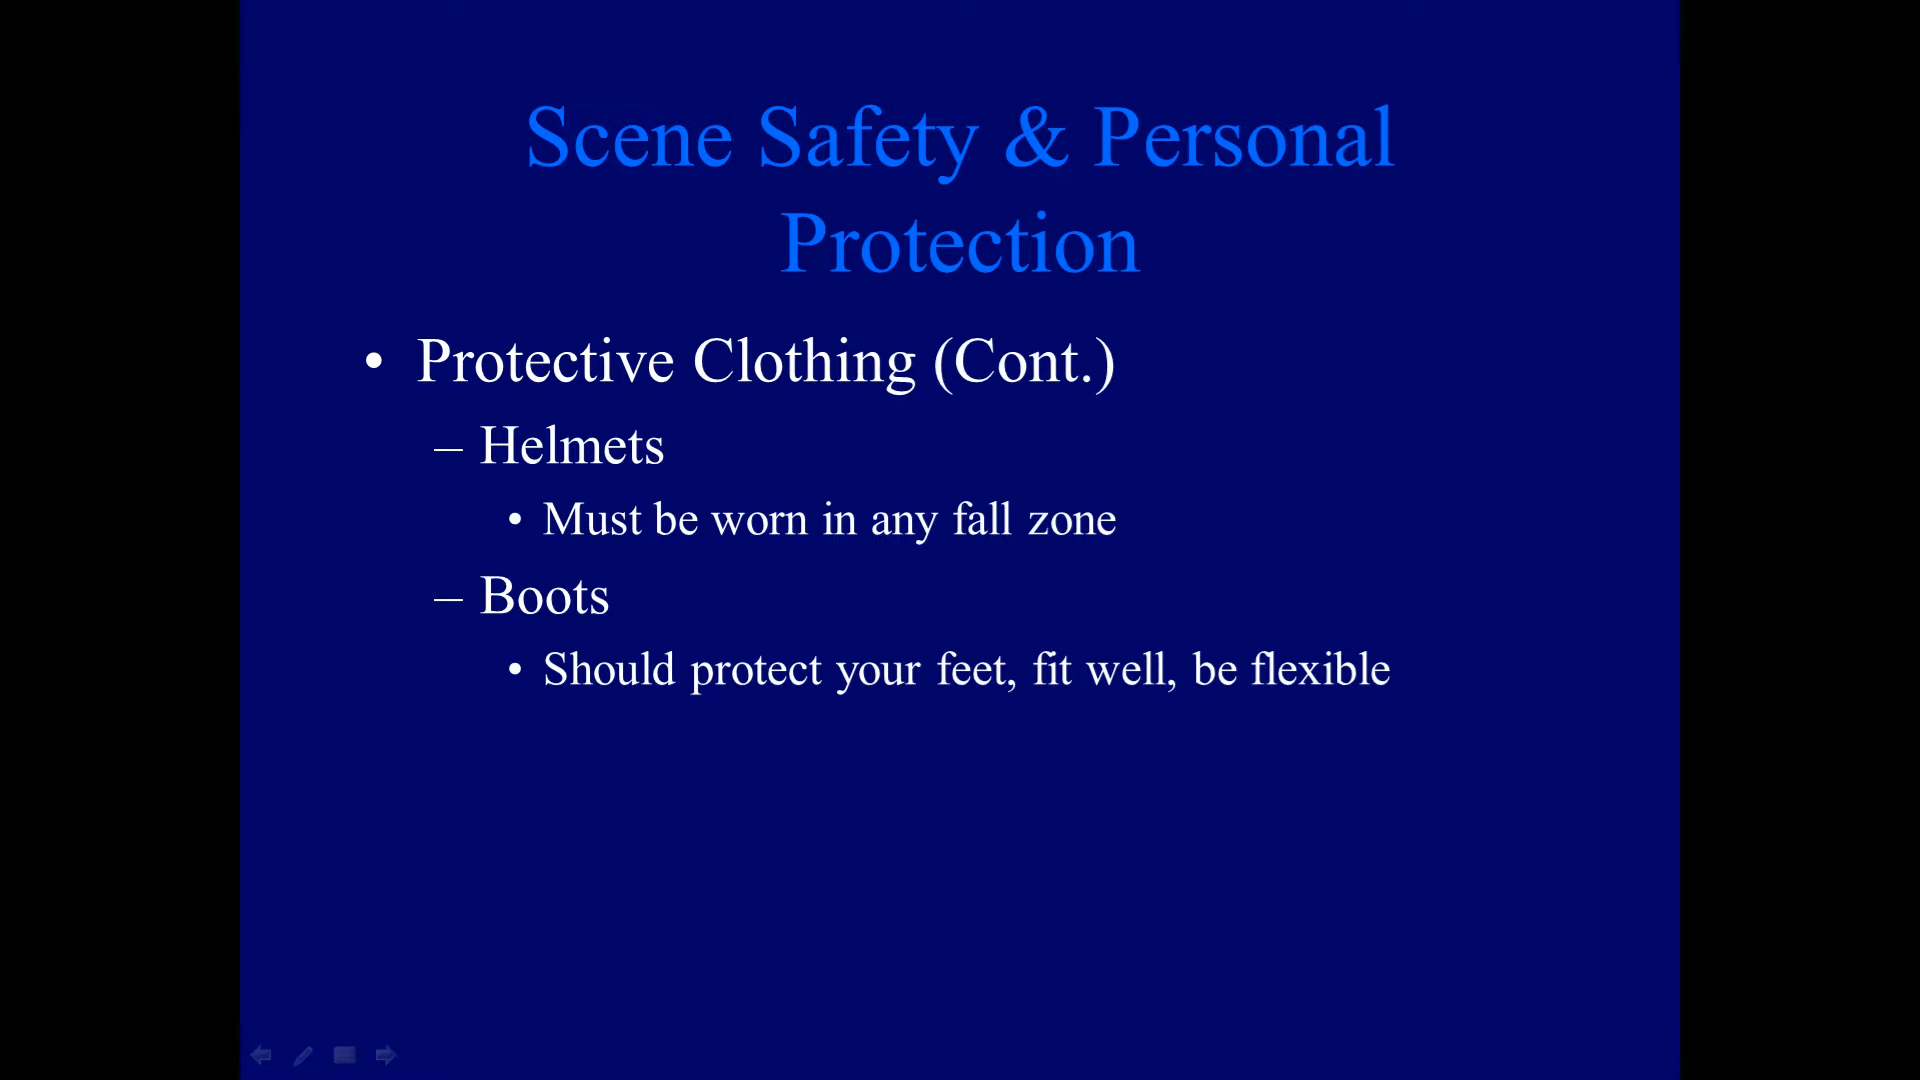 Scene Safety & Personal
Protection
• Protective Clothing (Cont.)
– Helmets
• Must be worn in any fall zone
– Boots
• Should protect your feet, fit well, be flexible